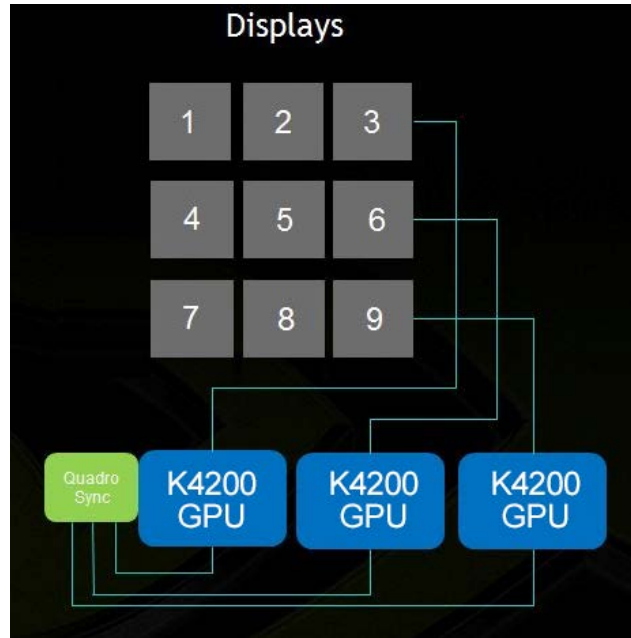 Displays
1 2 3
4 5 6
7 8 9
Quadro
Sync
K4200
GPU
K4200
GPU
K4200
GPU